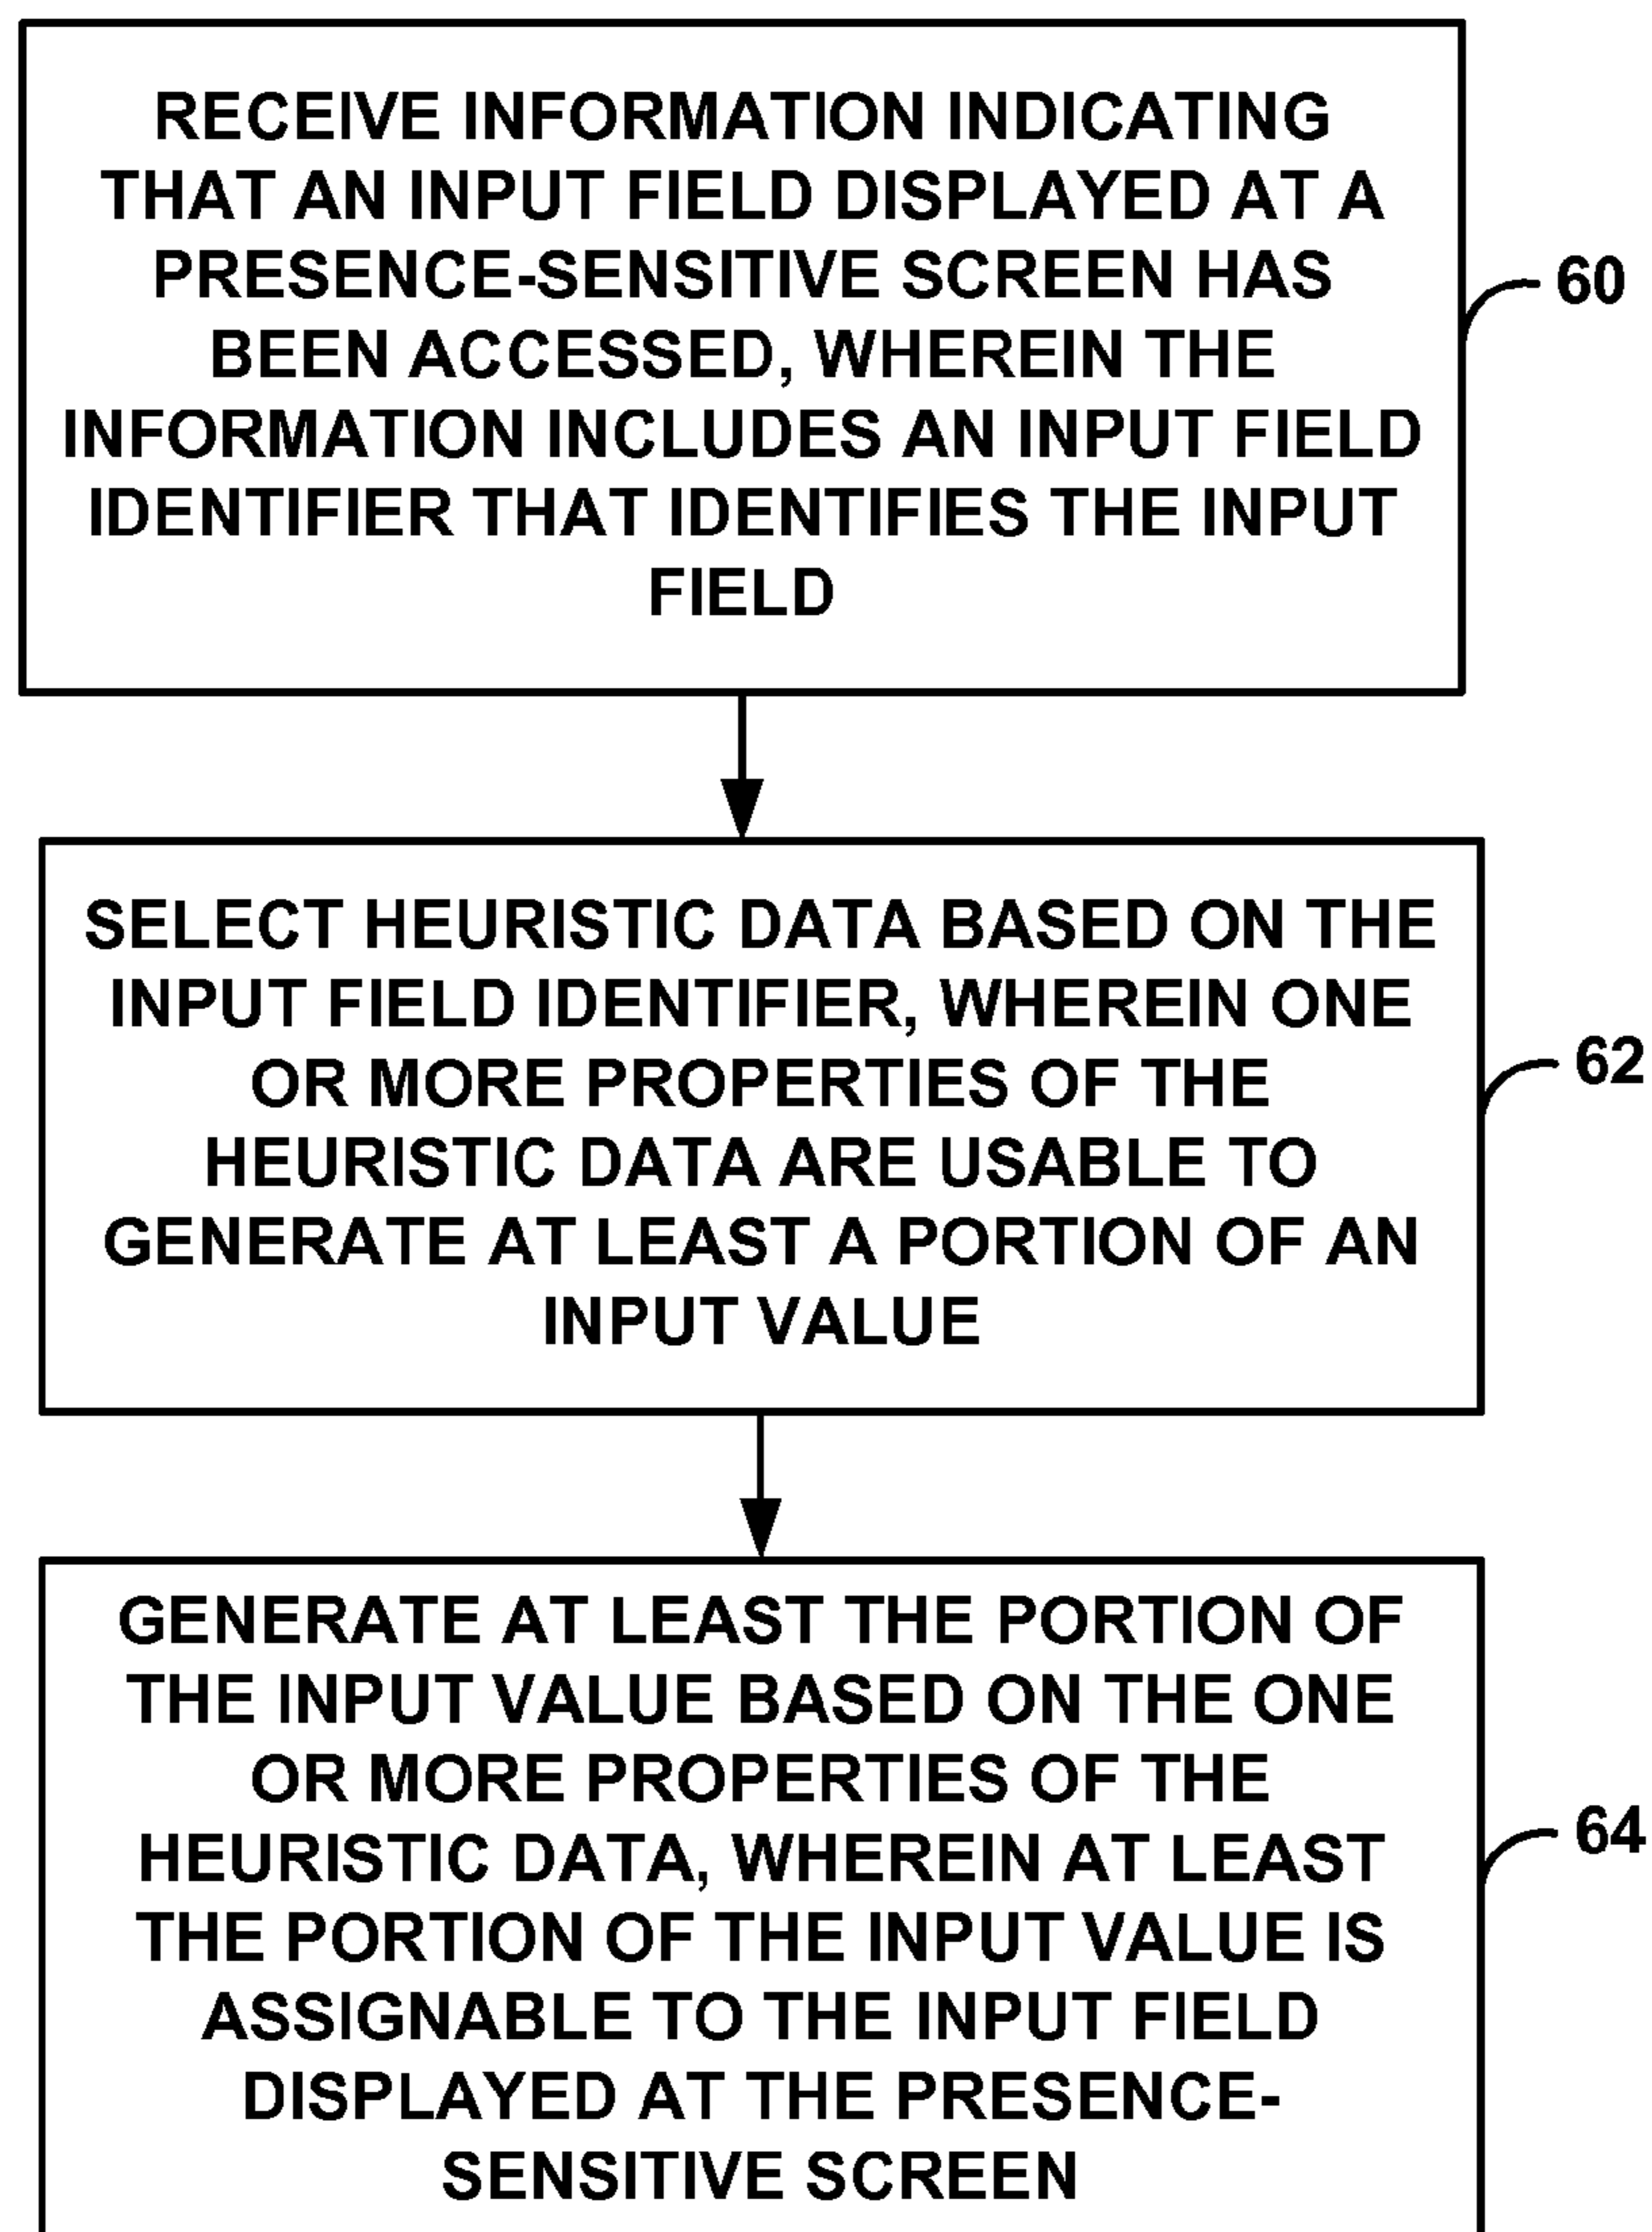 RECEIVE INFORMATION INDICATING
THAT AN INPUT FIELD DISPLAYED AT A
PRESENCE-SENSITIVE SCREEN HAS
BEEN ACCESSED, WHEREIN THE
INFORMATION INCLUDES AN INPUT FIELD
IDENTIFIER THAT IDENTIFIES THE INPUT
FIELD
60
SELECT HEURISTIC DATA BASED ON THE
INPUT FIELD IDENTIFIER, WHEREIN ONE
OR MORE PROPERTIES OF THE
HEURISTIC DATA ARE USABLE TO
GENERATE AT LEAST A PORTION OF AN
INPUT VALUE
62
GENERATE AT LEAST THE PORTION OF
THE INPUT VALUE BASED ON THE ONE
OR MORE PROPERTIES OF THE
HEURISTIC DATA, WHEREIN AT LEAST
THE PORTION OF THE INPUT VALUE IS
ASSIGNABLE TO THE INPUT FIELD
DISPLAYED AT THE PRESENCE-
SENSITIVE SCREEN
64